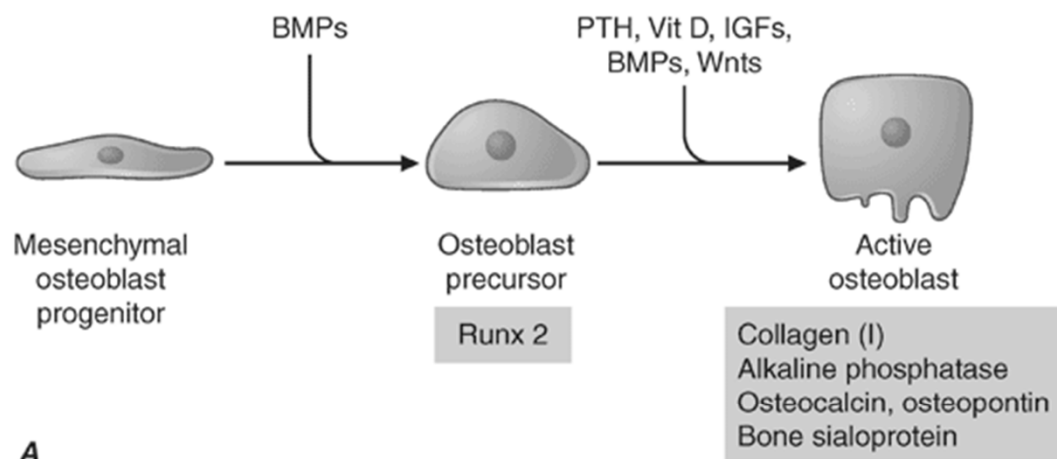 BMPs
PTH, Vit D, IGFs,
BMPs, Wnts
Mesenchymal
osteoblast
progenitor
Osteoblast
precursor
Runx 2
Active
osteoblast
Collagen (I)
Alkaline phosphatase
Osteocalcin, osteopontin
Bone sialoprotein
A